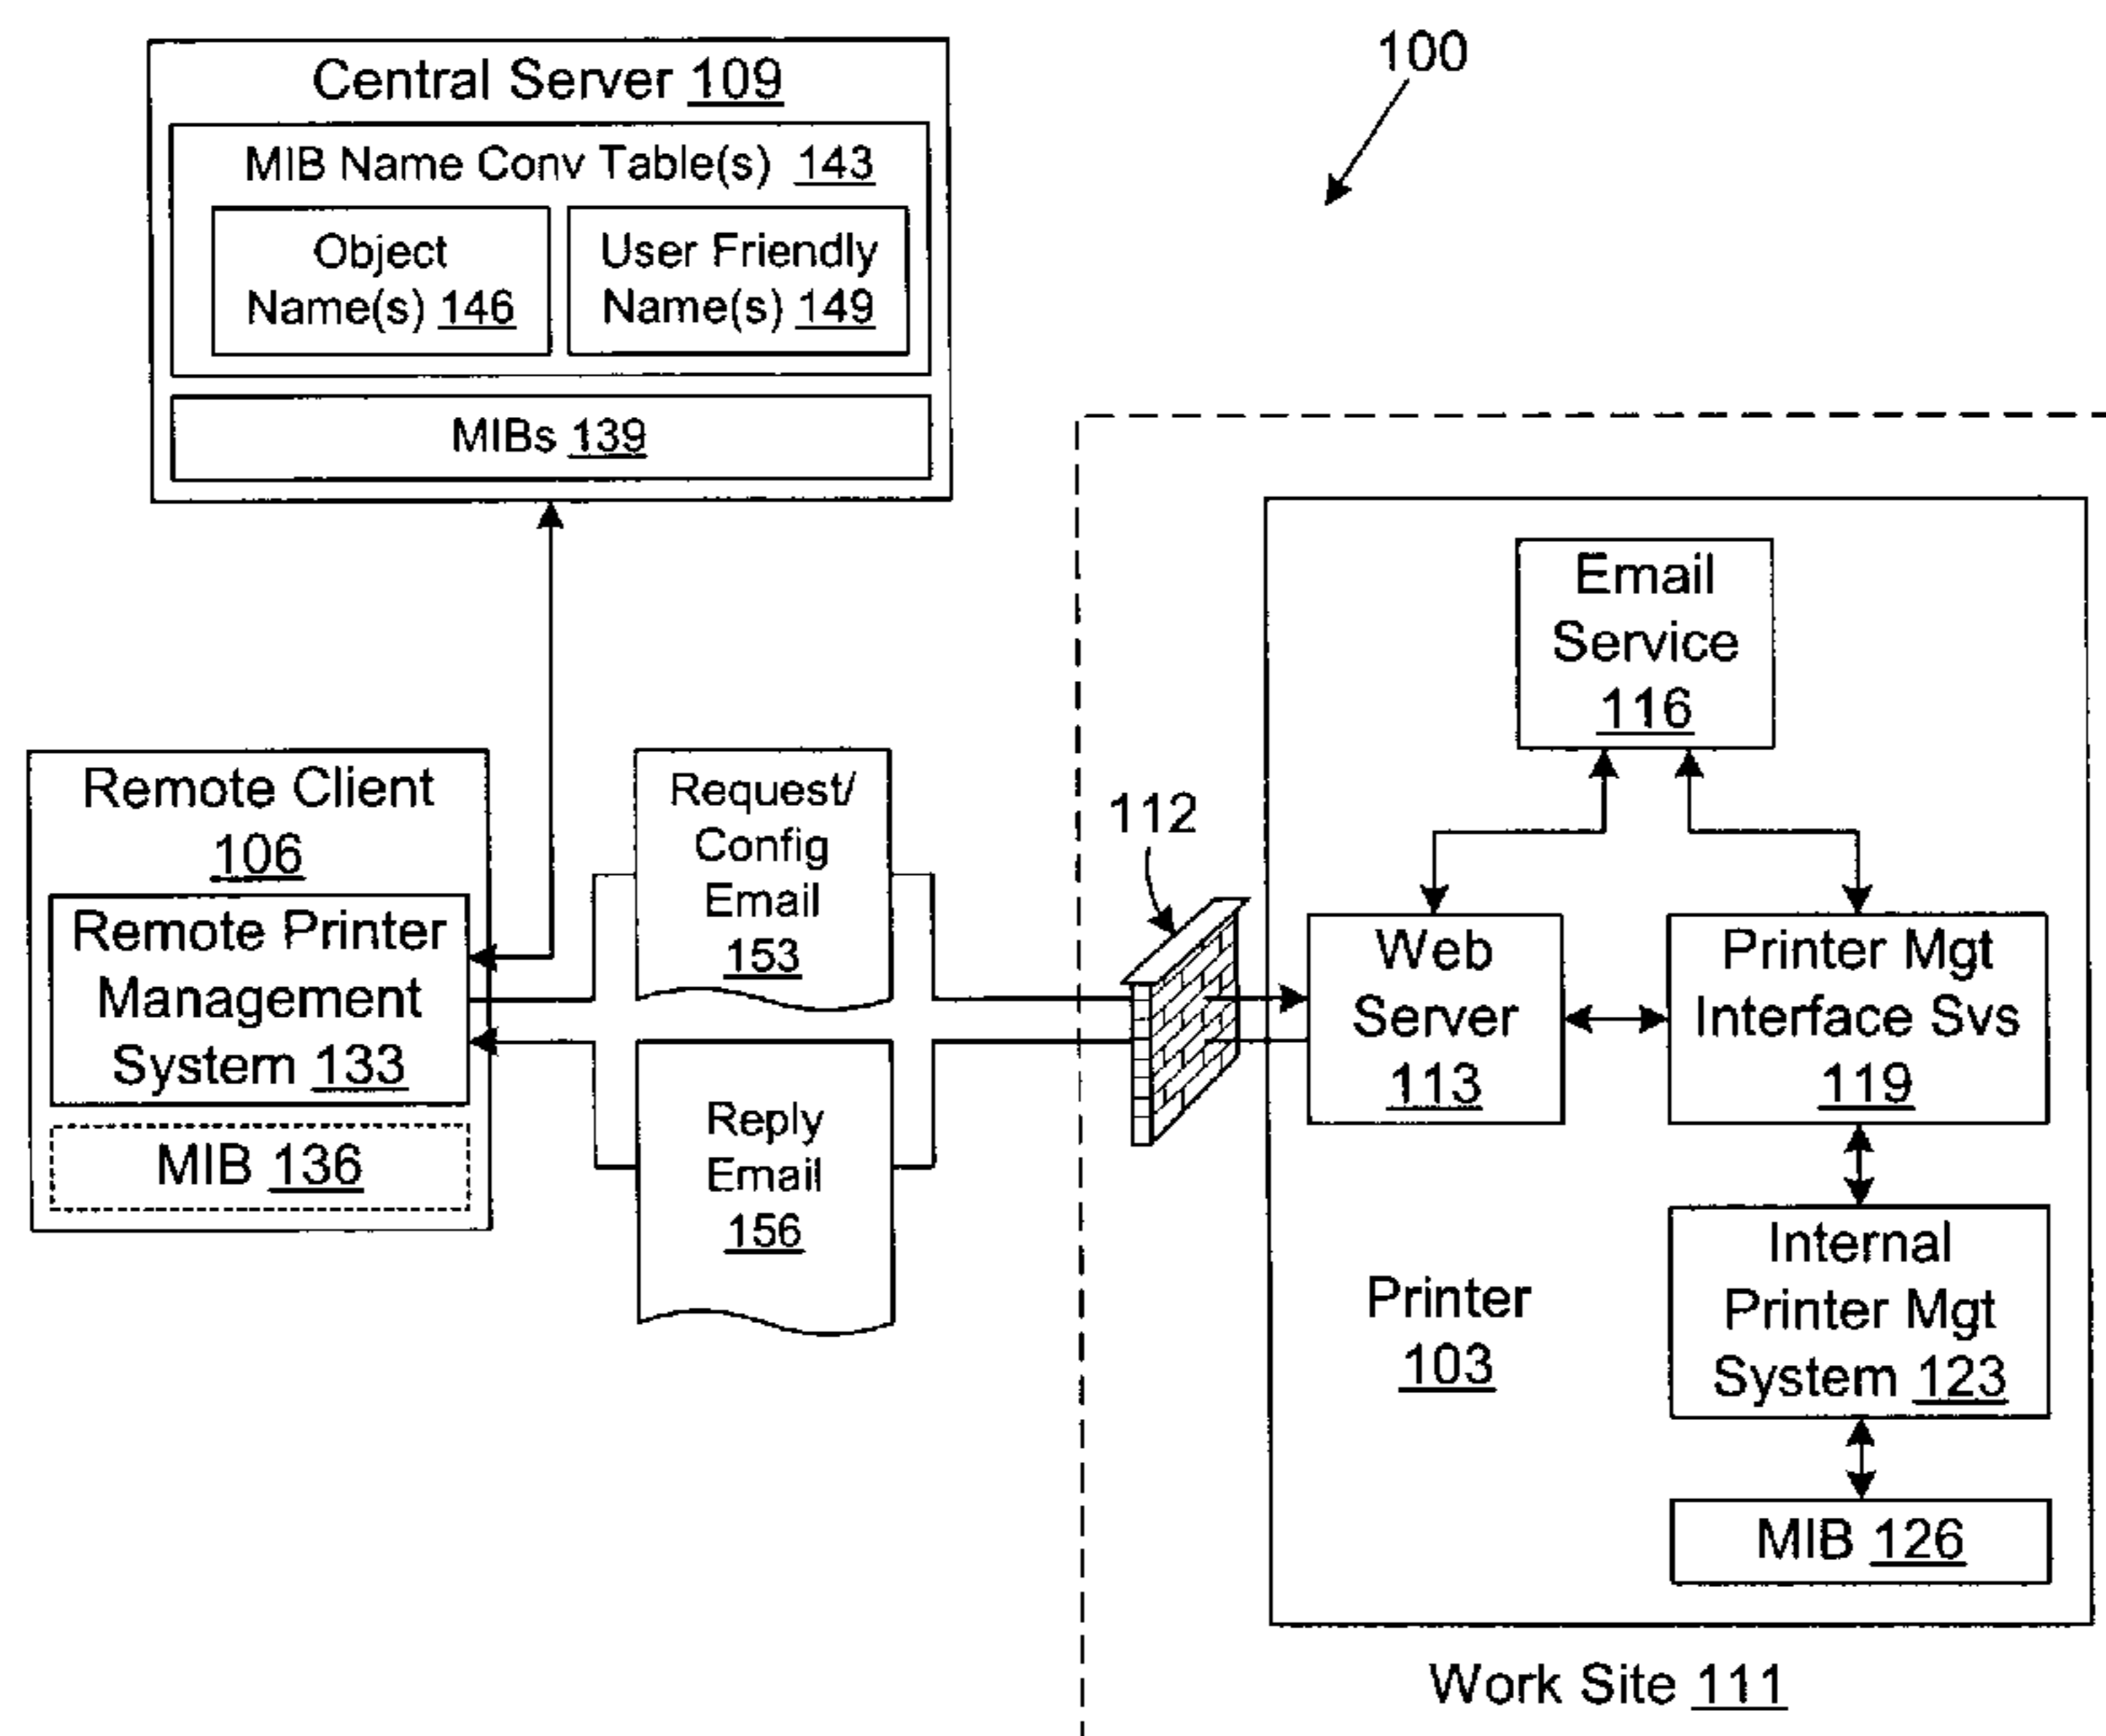 100
Central Server 109
MIB Name Conv Table(s) 143
Object
Name(s) 146
User Friendly
Name(s) 149
MIBs 139
Remote Client
106
Remote Printer
Management
System 133
MIB 136
Request/
Config
Email
153
Reply
Email
156
112
Email
Service
116
Web
Server
113
Printer Mgt
Interface Svs
119
Internal
Printer Mgt
System 123
MIB 126
Printer
103
Work Site 111